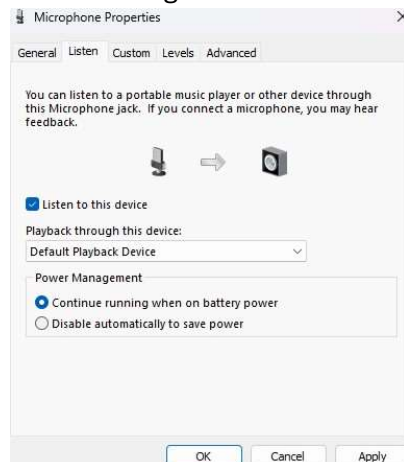 Microphone Properties
General Listen Custom Levels Advanced
You can listen to a portable music player or other device through
this Microphone jack. If you connect a microphone, you may hear
feedback.
Listen to this device
Playback through this device:
Default Playback Device
Power Management
Continue running when on battery power
Disable automatically to save power
OK Cancel Apply